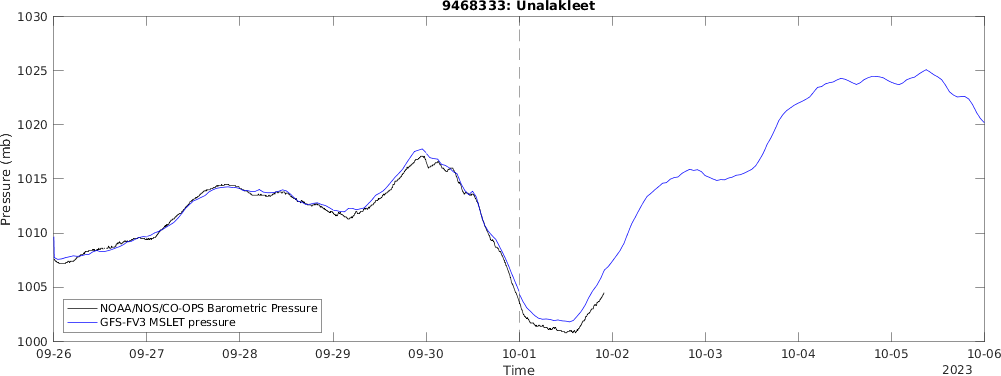 9468333: Unalakleet
1030
1025
1020
1015
1010
1005
1000
Pressure (mb)
NOAA/NOS/CO-OPS Barometric Pressure
GFS-FV3 MSLET pressure
09-26 09-27 09-28 09-29 09-30 10-01 10-02 10-03 10-04 10-05 10-06
Time
2023